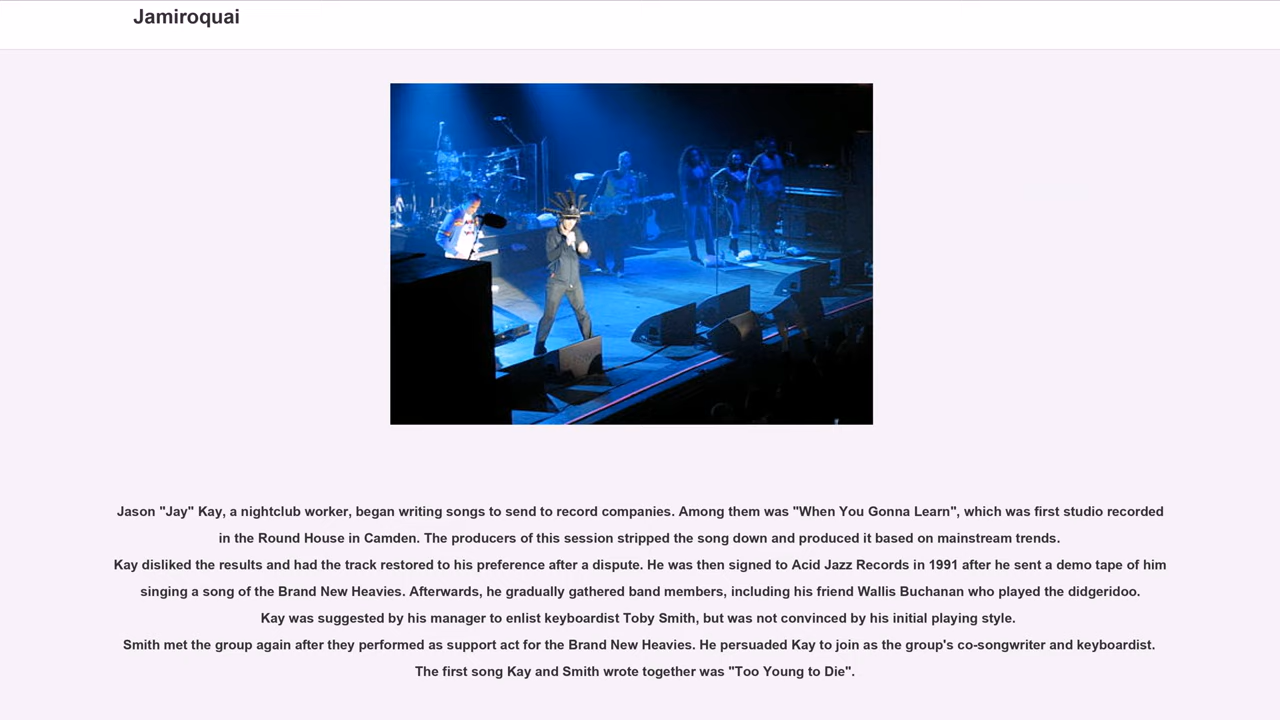 Jamiroquai
Jason "Jay" Kay, a nightclub worker, began writing songs to send to record companies. Among them was "When You Gonna Learn", which was first studio recorded
in the Round House in Camden. The producers of this session stripped the song down and produced it based on mainstream trends.
Kay disliked the results and had the track restored to his preference after a dispute. He was then signed to Acid Jazz Records in 1991 after he sent a demo tape of him
singing a song of the Brand New Heavies. Afterwards, he gradually gathered band members, including his friend Wallis Buchanan who played the didgeridoo.
Kay was suggested by his manager to enlist keyboardist Toby Smith, but was not convinced by his initial playing style.
Smith met the group again after they performed as support act for the Brand New Heavies. He persuaded Kay to join as the group's co-songwriter and keyboardist.
The first song Kay and Smith wrote together was "Too Young to Die".